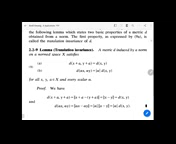 the following lemma which states two basic properties of a metric d
obtained from a norm. The first property, as expressed by (9a), is
called the translation invariance of d.
2.2-9 Lemma (Translation invariance). A metric d induced by a norm
on a normed space X satisfies
(a) d(x + a, y + a) = d(x, y)
(b) d(αx, αy) = |α| d(x, y)
for all x, y, a ∈ X and every scalar α.
Proof. We have
d(x + a, y + a) = ‖x + a − (y + a)‖ = ‖x − y‖ = d(x, y)
and
d(αx, αy) = ‖αx − αy‖ = |α| ‖x − y‖ = |α| d(x, y).